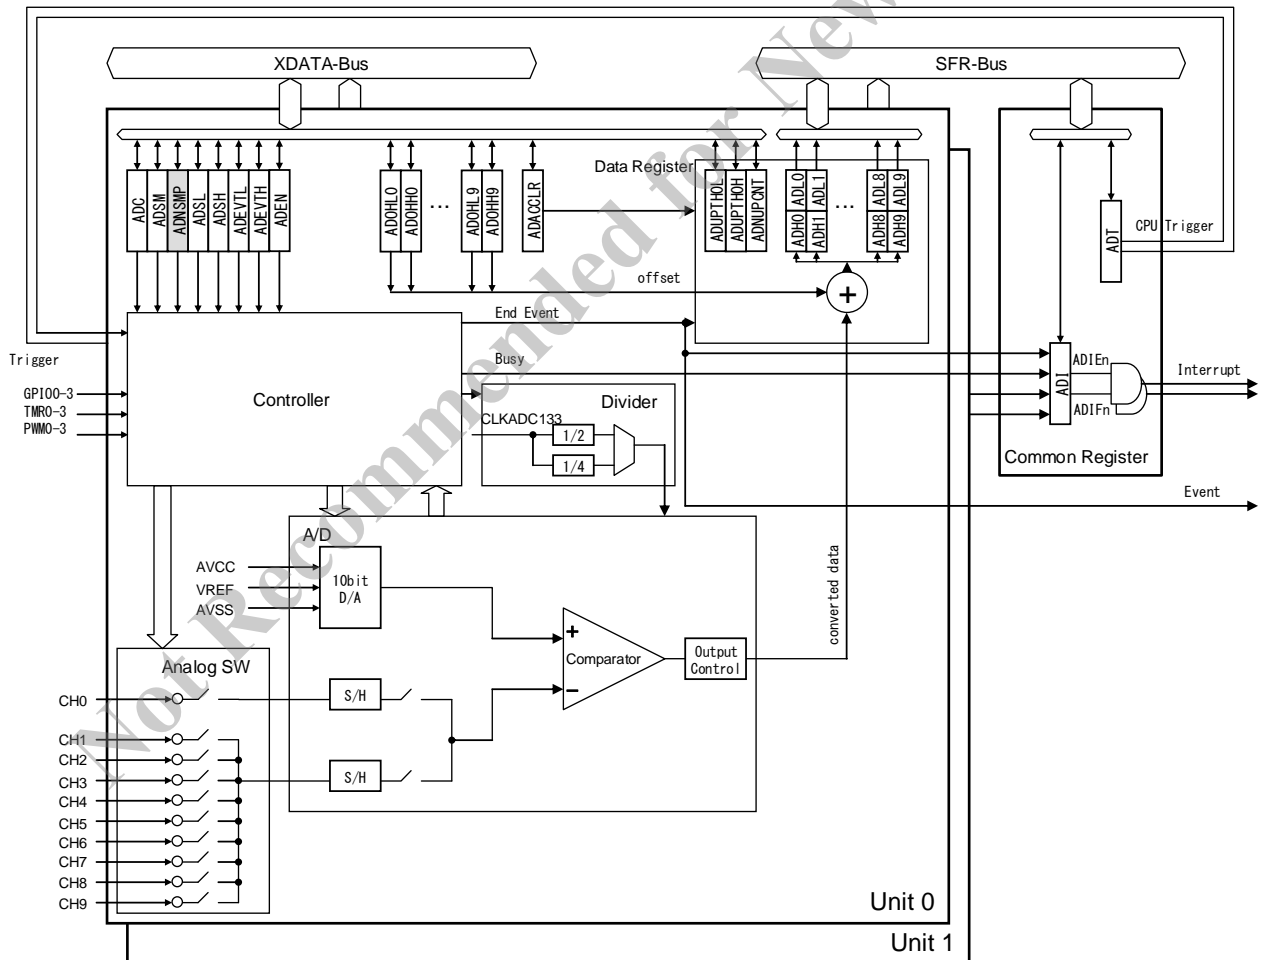 XDATA-Bus
SFR-Bus
Data Register
ADC
ADSM
ADNSMP
ADSL
ADSH
ADEVTL
ADEVTH
ADEN
ADOHL0
ADOHH0
...
ADOHL9
ADOHH9
ADACCLR
ADUPTHOL
ADUPTHOH
ADNUPCNT
ADH0 ADL0
ADH1 ADL1
...
ADH8 ADL8
ADH9 ADL9
ADT
CPU Trigger
offset
+
End Event
Trigger
Busy
GPIO0-3
TMR0-3
PWM0-3
Controller
Divider
CLKADC133
1/2
1/4
ADI
ADIEn
ADIFn
Interrupt
Common Register
Event
A/D
AVCC
VREF
AVSS
10bit
D/A
+
Comparator
−
Output
Control
converted data
Analog SW
S/H
S/H
CH0
CH1
CH2
CH3
CH4
CH5
CH6
CH7
CH8
CH9
Unit 0
Unit 1
Not Recommended for New